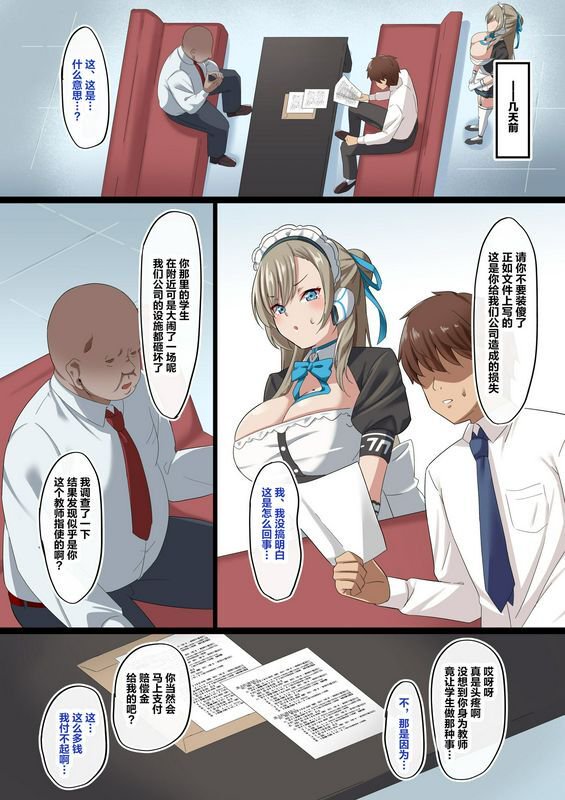 ——几天前
这、这是…
什么意思…?
请你不要装傻了
正如文件上写的
这是你给我们公司造成的损失
我、我没搞明白
这是怎么回事…
你那里的学生
在附近可是大闹了一场呢
我们公司的设施都砸坏了
我调查了一下
结果发现似乎是你
这个教师指使的啊?
哎呀呀
真是头疼啊
没想到你身为教师
竟让学生做那种事…
不，那是因为…
你当然会
马上支付
赔偿金
给我的吧?
这…
这么多钱
我付不起啊…